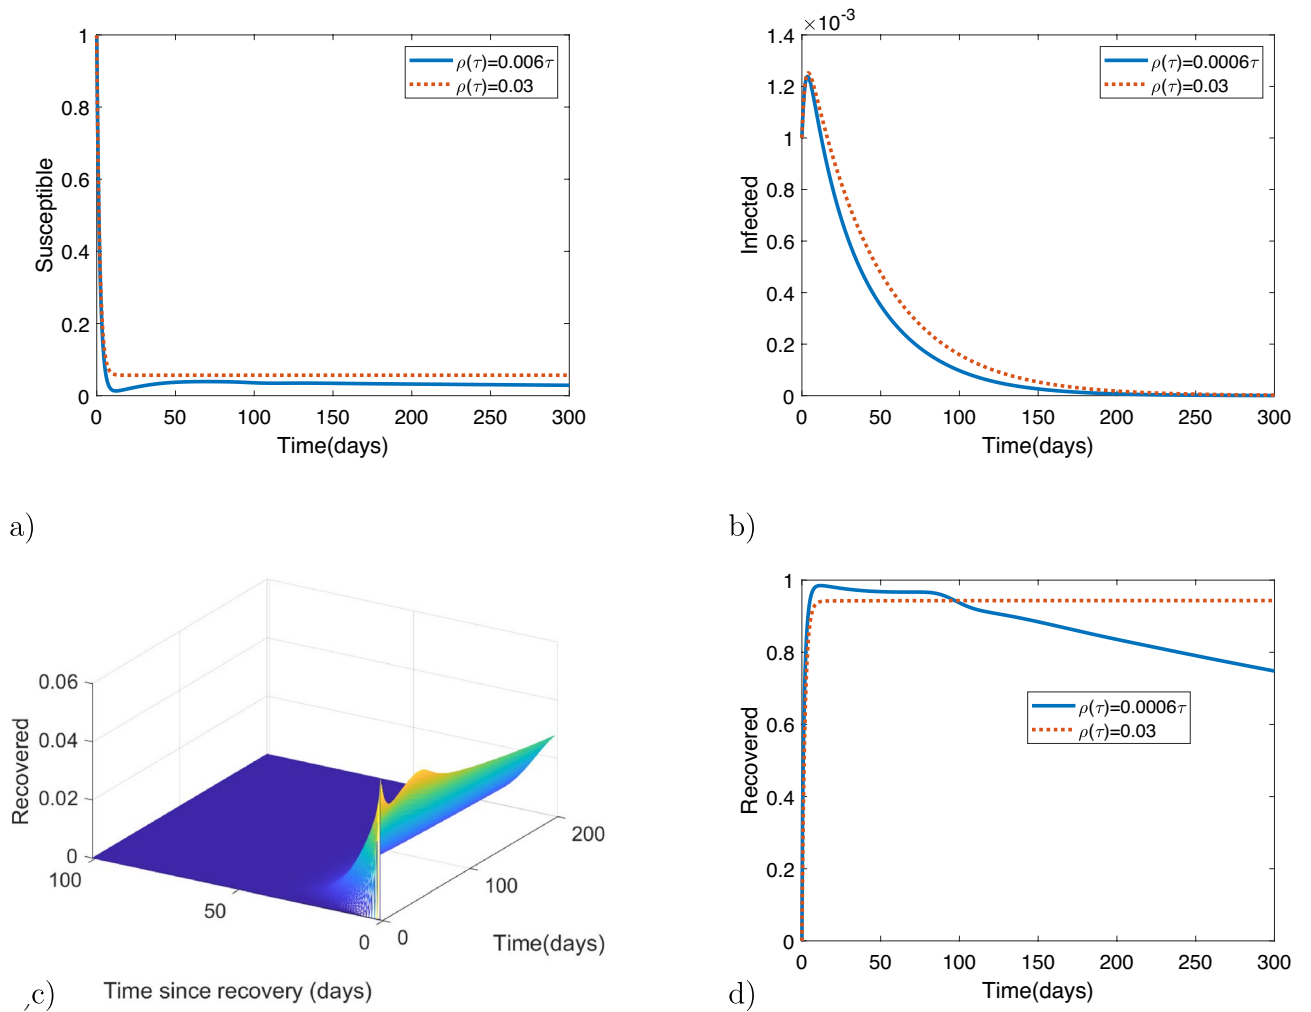 1
0.8
0.6
0.4
0.2
0
Susceptible
ρ(τ)=0.006τ
ρ(τ)=0.03
0 50 100 150 200 250 300
Time(days)
a)
×10⁻³
1.4
1.2
1
0.8
0.6
0.4
0.2
0
Infected
ρ(τ)=0.0006τ
ρ(τ)=0.03
0 50 100 150 200 250 300
Time(days)
b)
0.06
0.04
0.02
0
Recovered
100
50
0
0
100
200
Time(days)
Time since recovery (days)
,c)
1
0.8
0.6
0.4
0.2
0
Recovered
ρ(τ)=0.0006τ
ρ(τ)=0.03
0 50 100 150 200 250 300
Time(days)
d)